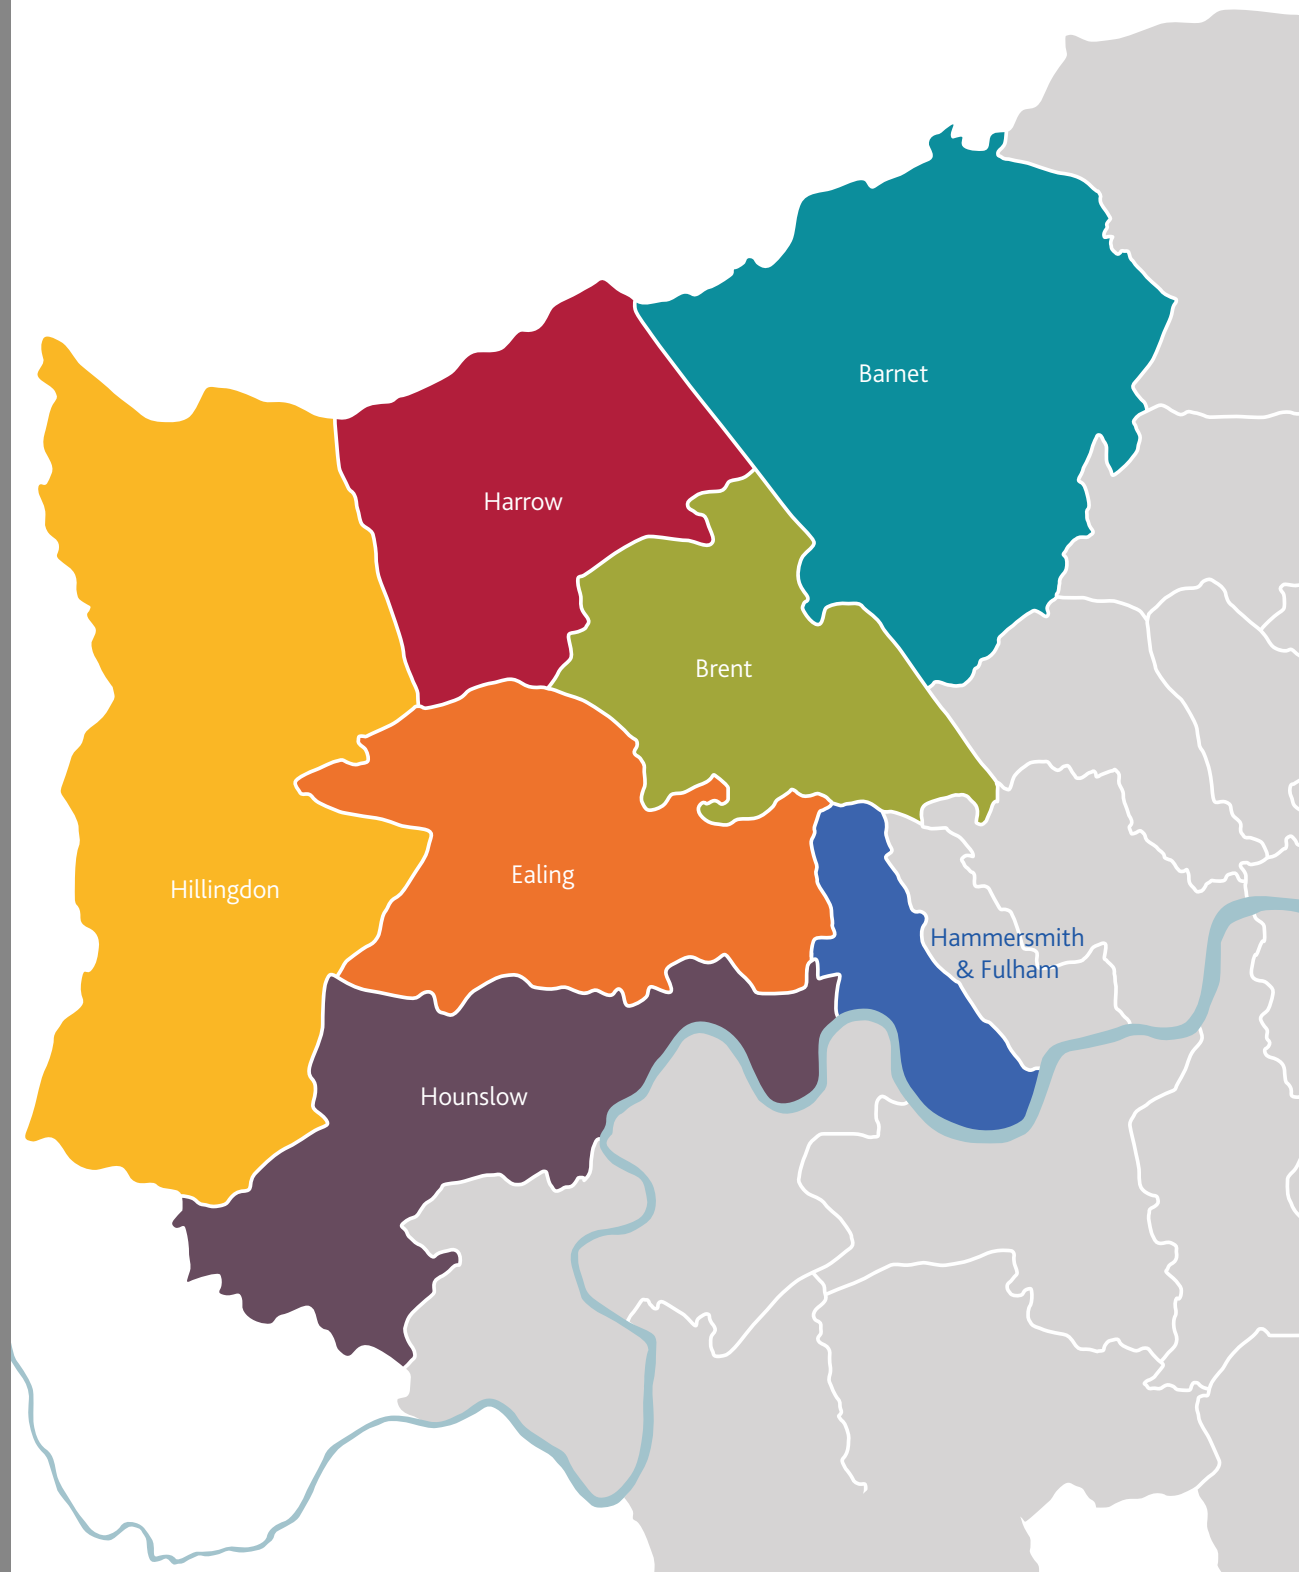 Barnet
Harrow
Brent
Ealing
Hillingdon
Hammersmith
& Fulham
Hounslow